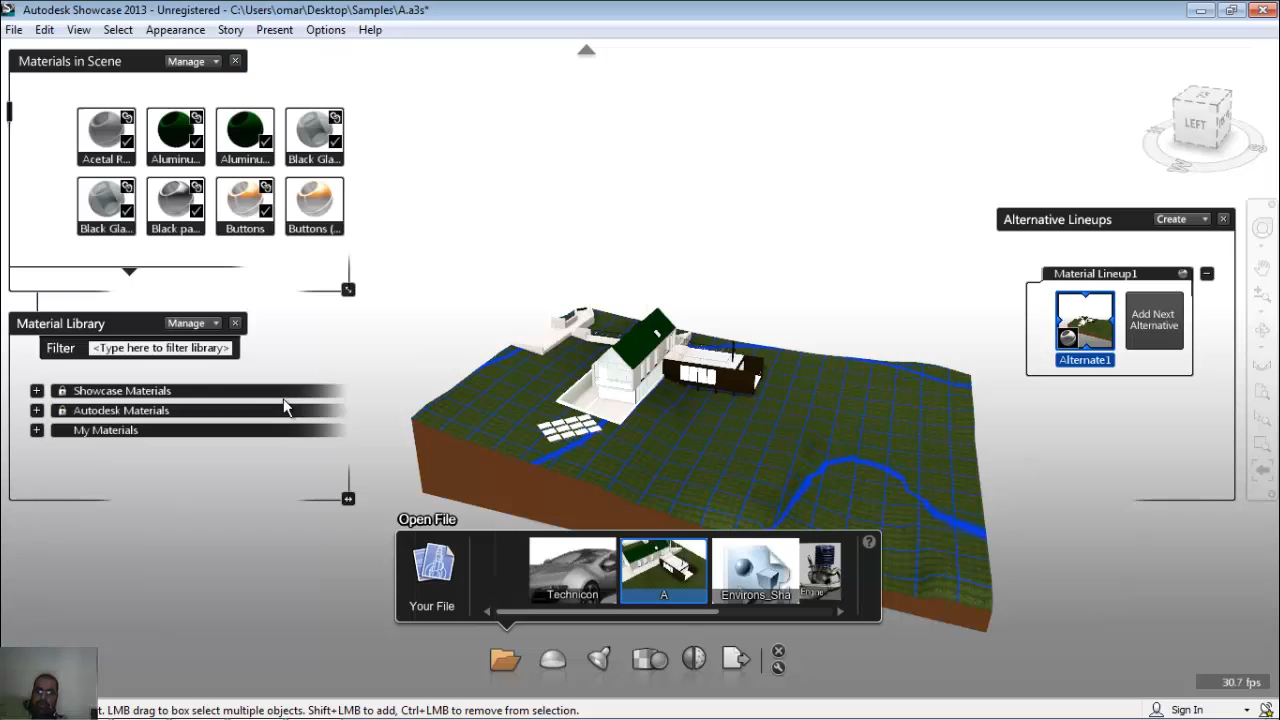 Autodesk Showcase 2013 - Unregistered - C:\Users\omar\Desktop\Samples\A.a3s*
File Edit View Select Appearance Story Present Options Help
Materials in Scene Manage
Acetal R... Aluminu... Aluminu... Black Gla...
Black Gla... Black pa... Buttons Buttons (...
Material Library Manage
Filter <Type here to filter library>
Showcase Materials
Autodesk Materials
My Materials
LEFT
Alternative Lineups Create
Material Lineup1
Add Next
Alternative
Alternate1
Open File
Your File
Technicon A Environs_Sha Engine
30.7 fps
t. LMB drag to box select multiple objects. Shift+LMB to add, Ctrl+LMB to remove from selection.
Sign In